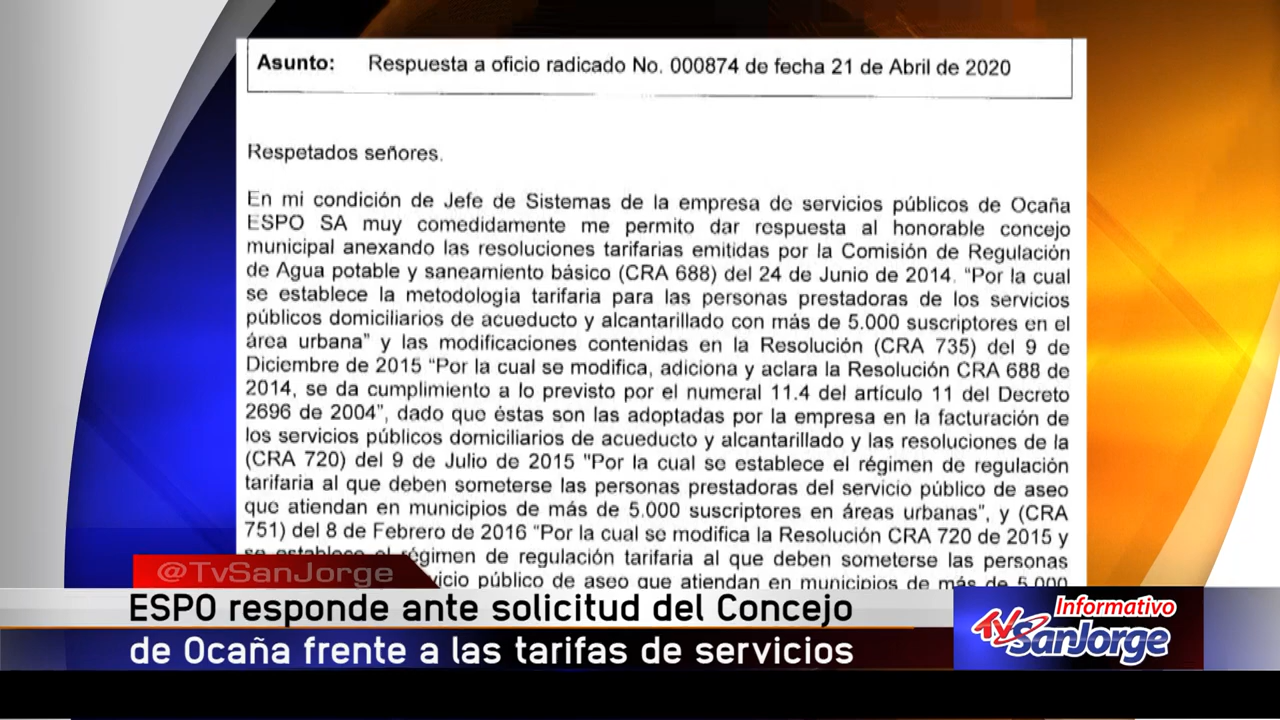 Asunto: Respuesta a oficio radicado No. 000874 de fecha 21 de Abril de 2020
Respetados señores.
En mi condición de Jefe de Sistemas de la empresa de servicios públicos de Ocaña
ESPO SA muy comedidamente me permito dar respuesta al honorable concejo
municipal anexando las resoluciones tarifarias emitidas por la Comisión de Regulación
de Agua potable y saneamiento básico (CRA 688) del 24 de Junio de 2014. "Por la cual
se establece la metodología tarifaria para las personas prestadoras de los servicios
públicos domiciliarios de acueducto y alcantarillado con más de 5.000 suscriptores en el
área urbana" y las modificaciones contenidas en la Resolución (CRA 735) del 9 de
Diciembre de 2015 "Por la cual se modifica, adiciona y aclara la Resolución CRA 688 de
2014, se da cumplimiento a lo previsto por el numeral 11.4 del artículo 11 del Decreto
2696 de 2004", dado que éstas son las adoptadas por la empresa en la facturación de
los servicios públicos domiciliarios de acueducto y alcantarillado y las resoluciones de la
(CRA 720) del 9 de Julio de 2015 "Por la cual se establece el régimen de regulación
tarifaria al que deben someterse las personas prestadoras del servicio público de aseo
que atiendan en municipios de más de 5.000 suscriptores en áreas urbanas", y (CRA
751) del 8 de Febrero de 2016 "Por la cual se modifica la Resolución CRA 720 de 2015 y
se establece el régimen de regulación tarifaria al que deben someterse las personas
vicio público de aseo que atiendan en municipios de más de 5.000
@TvSanJorge
ESPO responde ante solicitud del Concejo
de Ocaña frente a las tarifas de servicios
Informativo
TV SanJorge